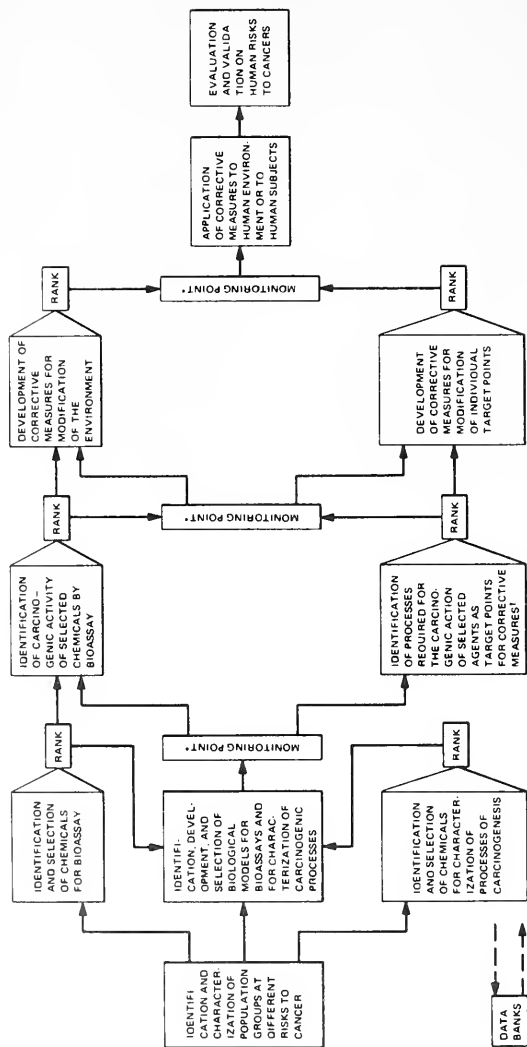 IDENTIFI-
CATION AND
CHARACTER-
IZATION OF
POPULATION
GROUPS AT
DIFFERENT
RISKS TO
CANCER
IDENTIFICATION
AND SELECTION
OF CHEMICALS
FOR BIOASSAY
RANK
IDENTIFI-
CATION, DEVEL-
OPMENT, AND
SELECTION OF
BIOLOGICAL
MODELS FOR
BIOASSAYS AND
FOR CHARAC-
TERIZATION OF
CARCINOGENIC
PROCESSES
IDENTIFICATION
AND SELECTION
OF CHEMICALS
FOR CHARACTER-
IZATION OF
PROCESSES OF
CARCINOGENESIS
RANK
MONITORING POINT*
IDENTIFICATION
OF CARCINO-
GENIC ACTIVITY
OF SELECTED
CHEMICALS BY
BIOASSAY
RANK
IDENTIFICATION
OF PROCESSES
REQUIRED FOR
THE CARCINO-
GENIC ACTION
OF SELECTED
AGENTS AS
TARGET POINTS
FOR CORRECTIVE
MEASURES†
RANK
MONITORING POINT*
DEVELOPMENT OF
CORRECTIVE
MEASURES FOR
MODIFICATION
OF THE
ENVIRONMENT
RANK
DEVELOPMENT
OF CORRECTIVE
MEASURES FOR
MODIFICATION
OF INDIVIDUAL
TARGET POINTS
RANK
MONITORING POINT*
APPLICATION
OF CORRECTIVE
MEASURES TO
HUMAN ENVIRON-
MENT OR TO
HUMAN SUBJECTS
EVALUATION
AND VALIDA
TION ON
HUMAN RISKS
TO CANCERS
DATA
BANKS